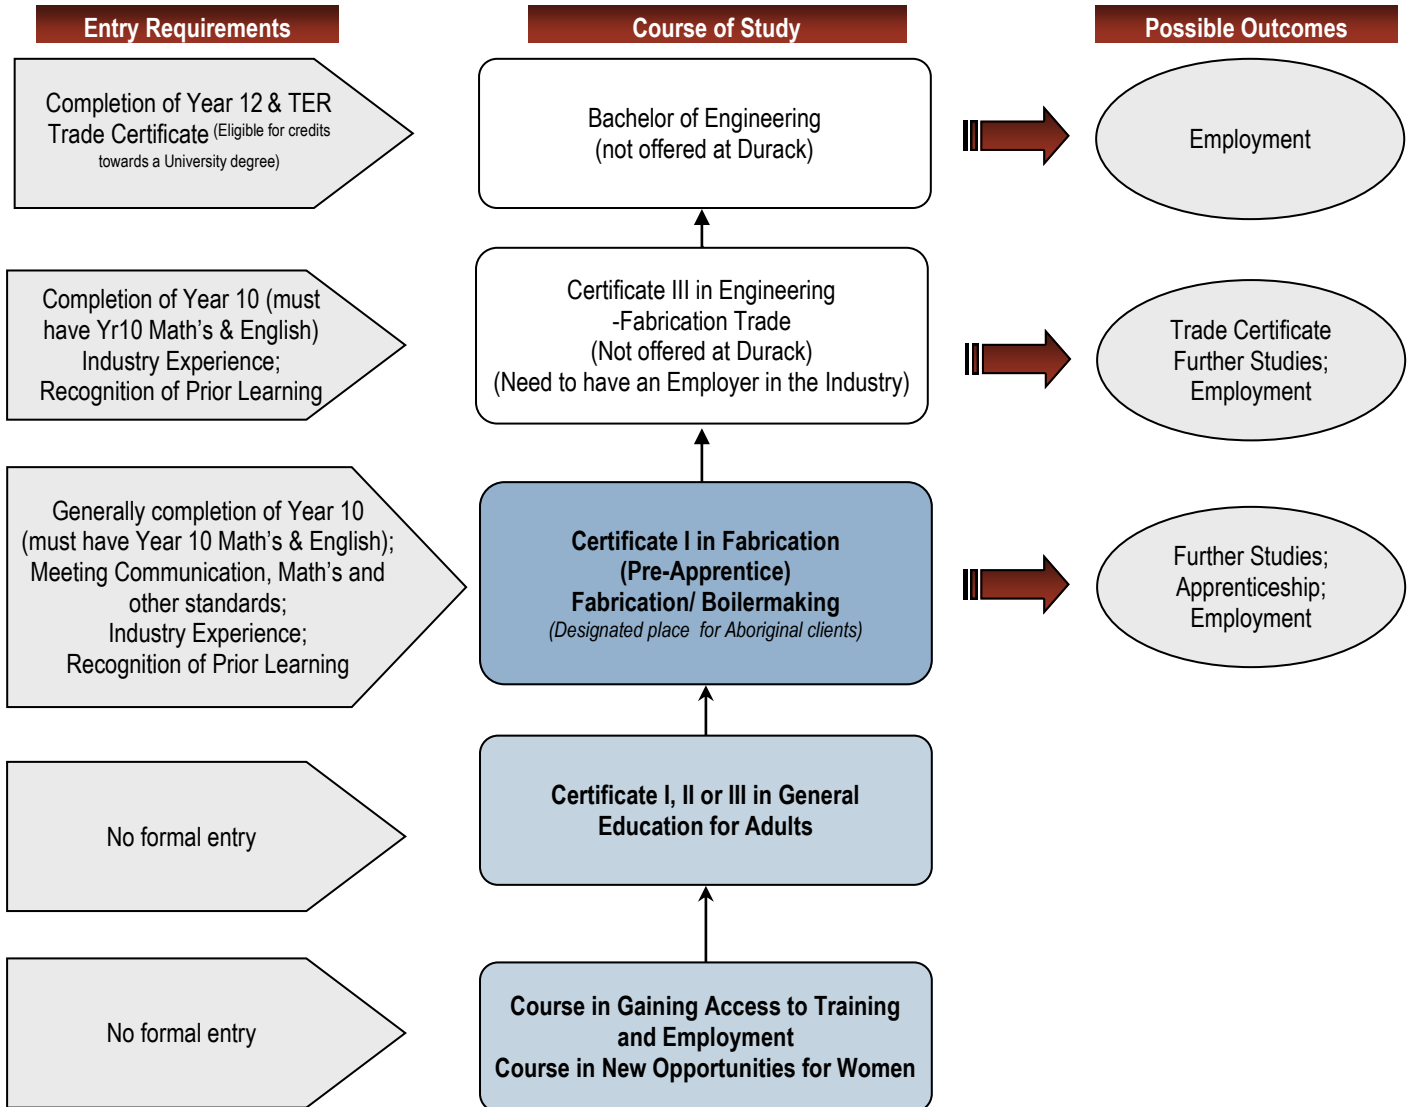 Entry Requirements
Course of Study
Possible Outcomes
Completion of Year 12 & TER
Trade Certificate (Eligible for credits
towards a University degree)
Bachelor of Engineering
(not offered at Durack)
Employment
Completion of Year 10 (must
have Yr10 Math's & English)
Industry Experience;
Recognition of Prior Learning
Certificate III in Engineering
-Fabrication Trade
(Not offered at Durack)
(Need to have an Employer in the Industry)
Trade Certificate
Further Studies;
Employment
Generally completion of Year 10
(must have Year 10 Math's & English);
Meeting Communication, Math's and
other standards;
Industry Experience;
Recognition of Prior Learning
Certificate I in Fabrication
(Pre-Apprentice)
Fabrication/ Boilermaking
(Designated place for Aboriginal clients)
Further Studies;
Apprenticeship;
Employment
No formal entry
Certificate I, II or III in General
Education for Adults
No formal entry
Course in Gaining Access to Training
and Employment
Course in New Opportunities for Women